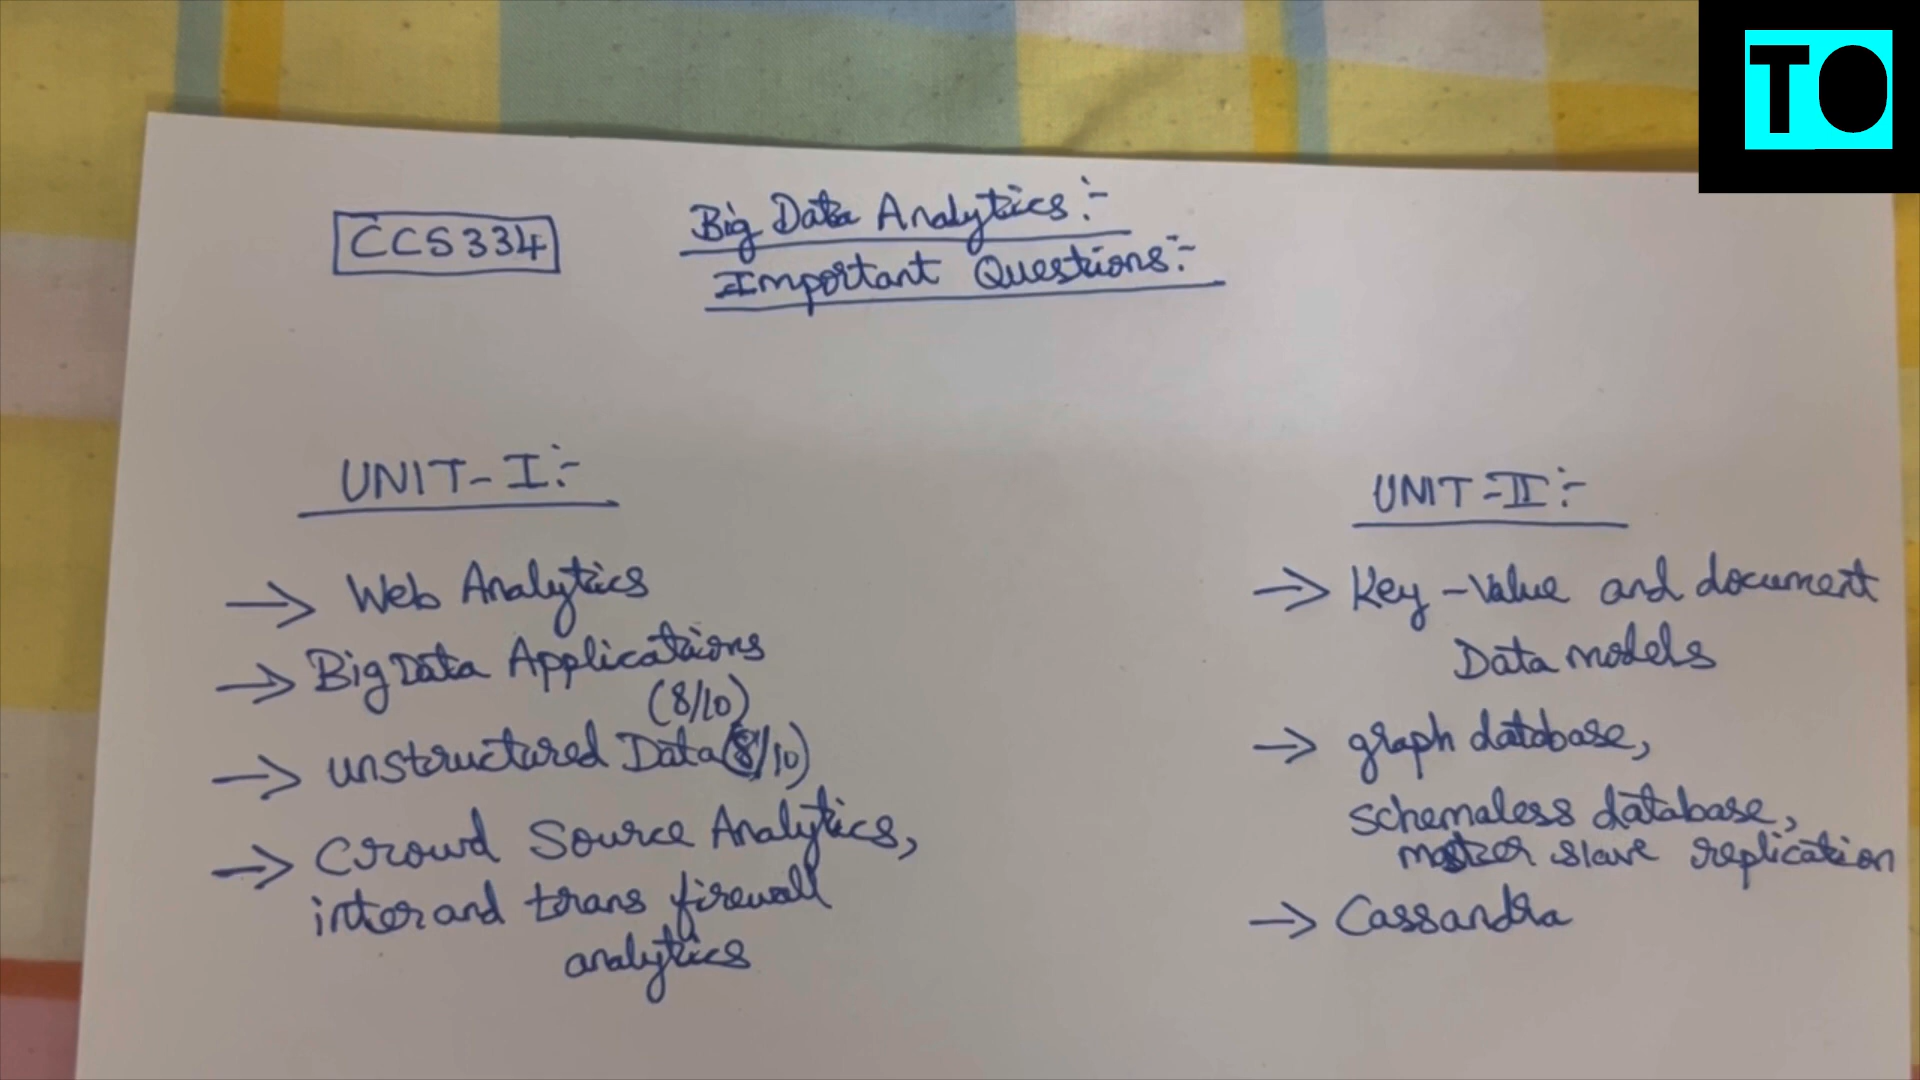 TO
CCS334
Big Data Analytics:-
Important Questions:-
UNIT-I:-
→ Web Analytics
→ Big Data Applications
(8/10)
→ unstructured Data (8/10)
→ Crowd Source Analytics,
inter and trans firewall
analytics
UNIT-II:-
→ Key-Value and document
Data models
→ graph database,
schemaless database,
master slave replication
→ Cassandra